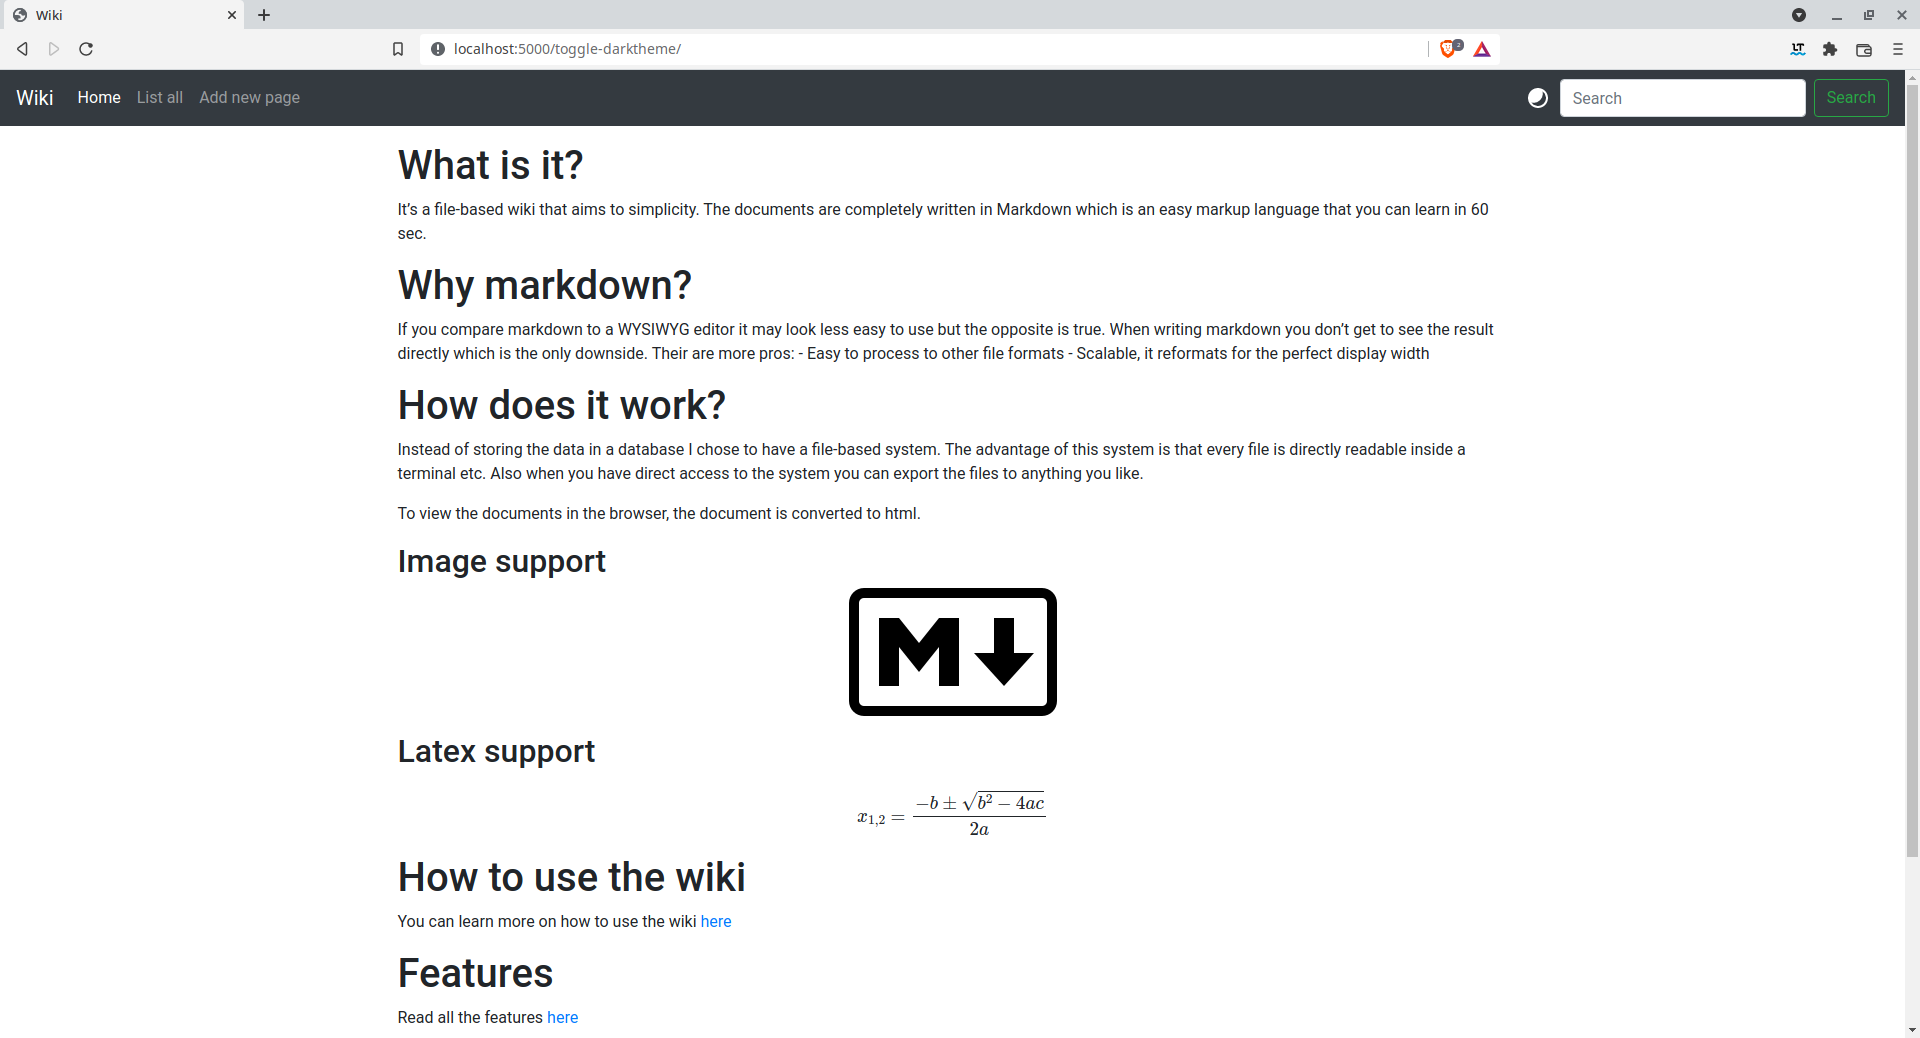 Wiki
localhost:5000/toggle-darktheme/
2
LT
Wiki Home List all Add new page Search Search
What is it?
It’s a file-based wiki that aims to simplicity. The documents are completely written in Markdown which is an easy markup language that you can learn in 60
sec.
Why markdown?
If you compare markdown to a WYSIWYG editor it may look less easy to use but the opposite is true. When writing markdown you don’t get to see the result
directly which is the only downside. Their are more pros: - Easy to process to other file formats - Scalable, it reformats for the perfect display width
How does it work?
Instead of storing the data in a database I chose to have a file-based system. The advantage of this system is that every file is directly readable inside a
terminal etc. Also when you have direct access to the system you can export the files to anything you like.
To view the documents in the browser, the document is converted to html.
Image support
M
Latex support
x1,2 = −b ± √b² − 4ac / 2a
How to use the wiki
You can learn more on how to use the wiki here
Features
Read all the features here